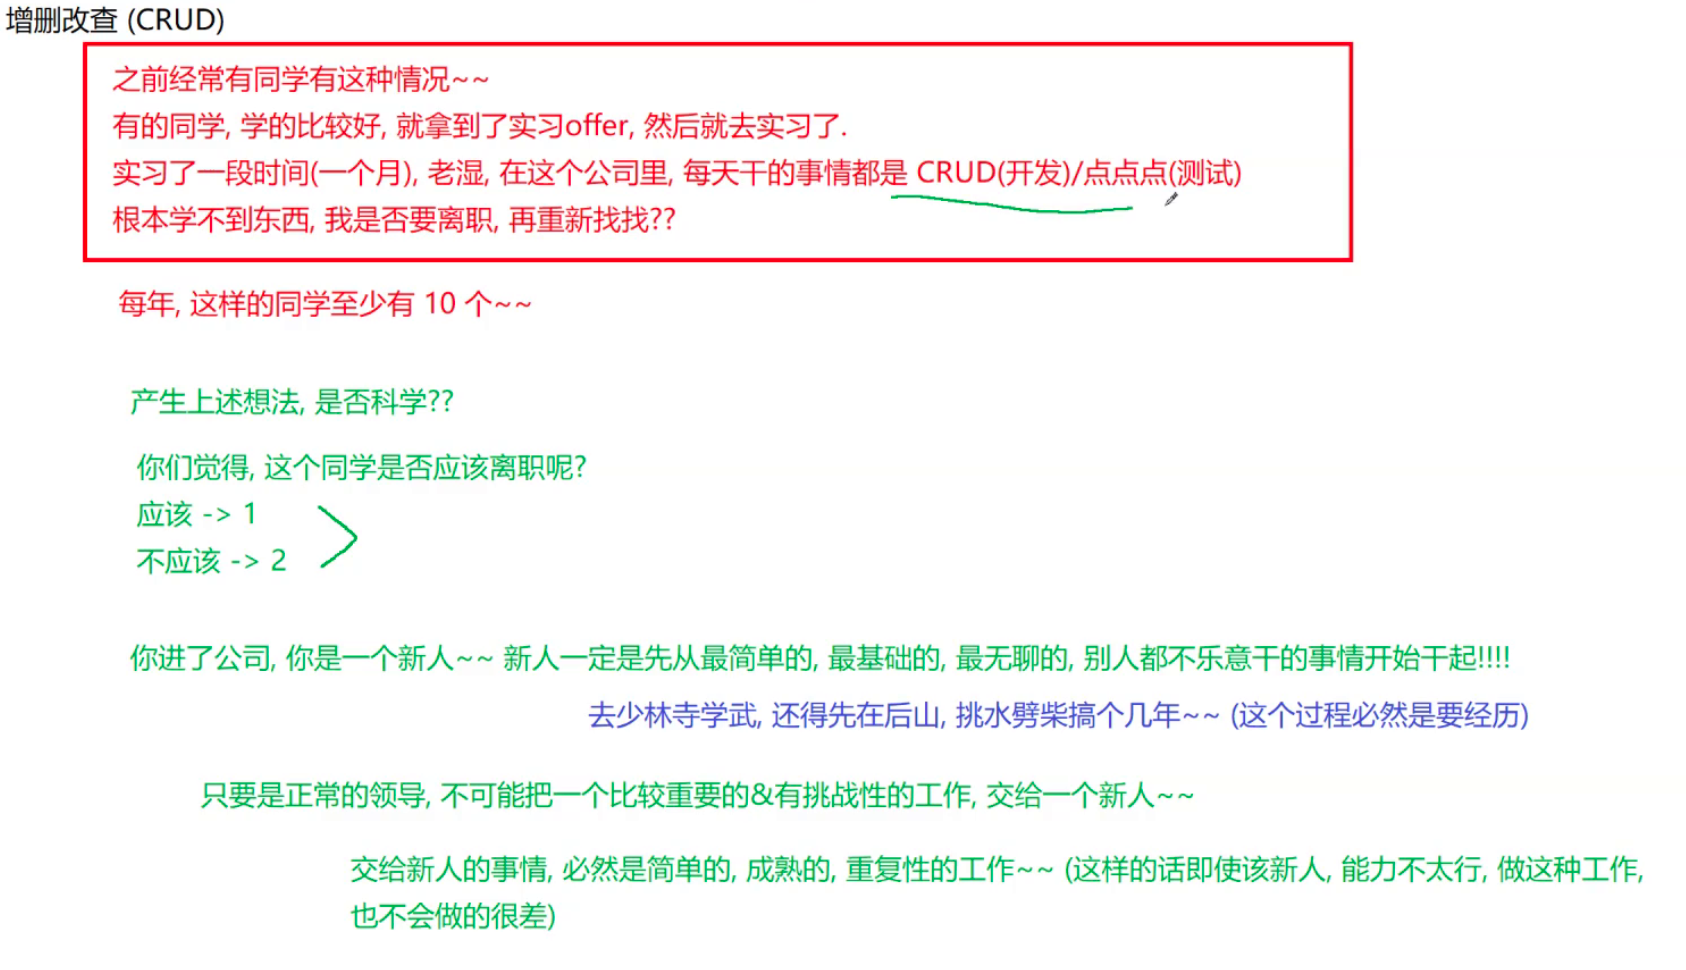 增删改查 (CRUD)
之前经常有同学有这种情况~~
有的同学, 学的比较好, 就拿到了实习offer, 然后就去实习了.
实习了一段时间(一个月), 老湿, 在这个公司里, 每天干的事情都是 CRUD(开发)/点点点(测试)
根本学不到东西, 我是否要离职, 再重新找找??
每年, 这样的同学至少有 10 个~~
产生上述想法, 是否科学??
你们觉得, 这个同学是否应该离职呢?
应该 -> 1
不应该 -> 2
你进了公司, 你是一个新人~~ 新人一定是先从最简单的, 最基础的, 最无聊的, 别人都不乐意干的事情开始干起!!!!
去少林寺学武, 还得先在后山, 挑水劈柴搞个几年~~ (这个过程必然是要经历)
只要是正常的领导, 不可能把一个比较重要的&有挑战性的工作, 交给一个新人~~
交给新人的事情, 必然是简单的, 成熟的, 重复性的工作~~ (这样的话即使该新人, 能力不太行, 做这种工作,
也不会做的很差)